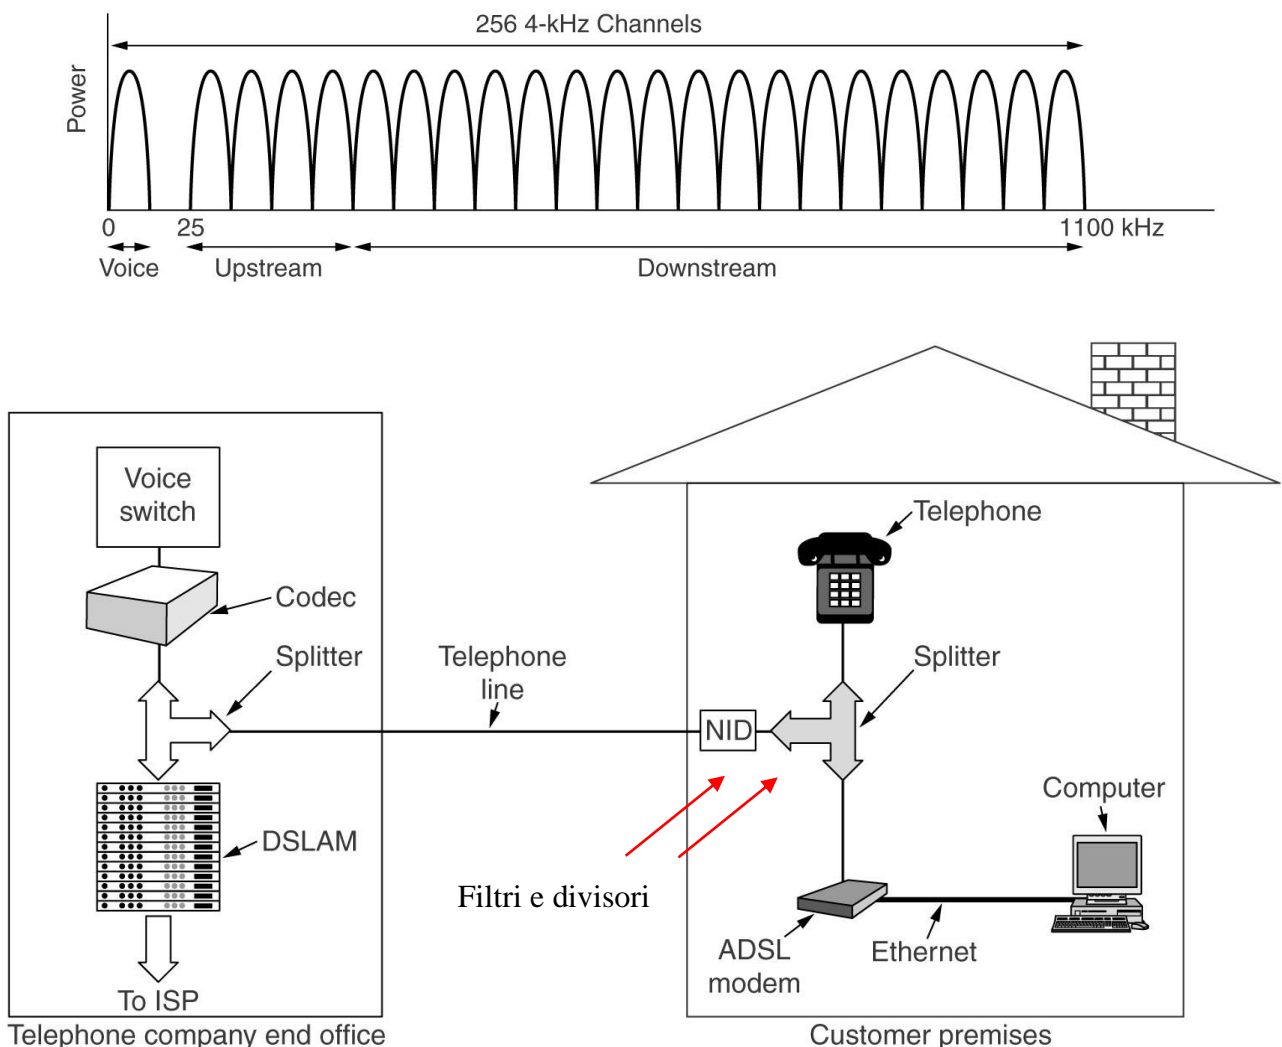 256 4-kHz Channels
Power
0
25
1100 kHz
Voice
Upstream
Downstream
Voice
switch
Codec
Splitter
Telephone
line
Telephone
Splitter
NID
Computer
DSLAM
Filtri e divisori
ADSL
modem
Ethernet
To ISP
Telephone company end office
Customer premises